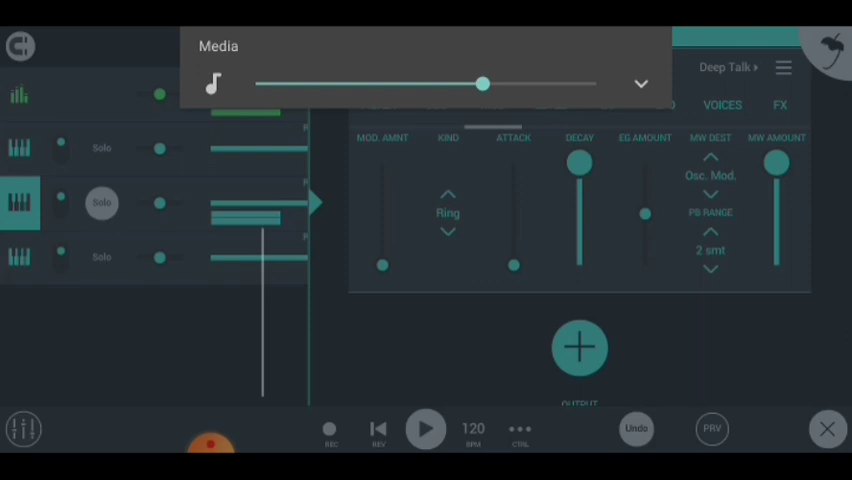 Media
Deep Talk
VOICES FX
MOD. AMNT KIND ATTACK DECAY EG AMOUNT MW DEST MW AMOUNT
Solo
Osc. Mod.
Solo
Ring
PB RANGE
2 smt
Solo
OUTPUT
120
Undo
PRV
REC REV BPM CTRL